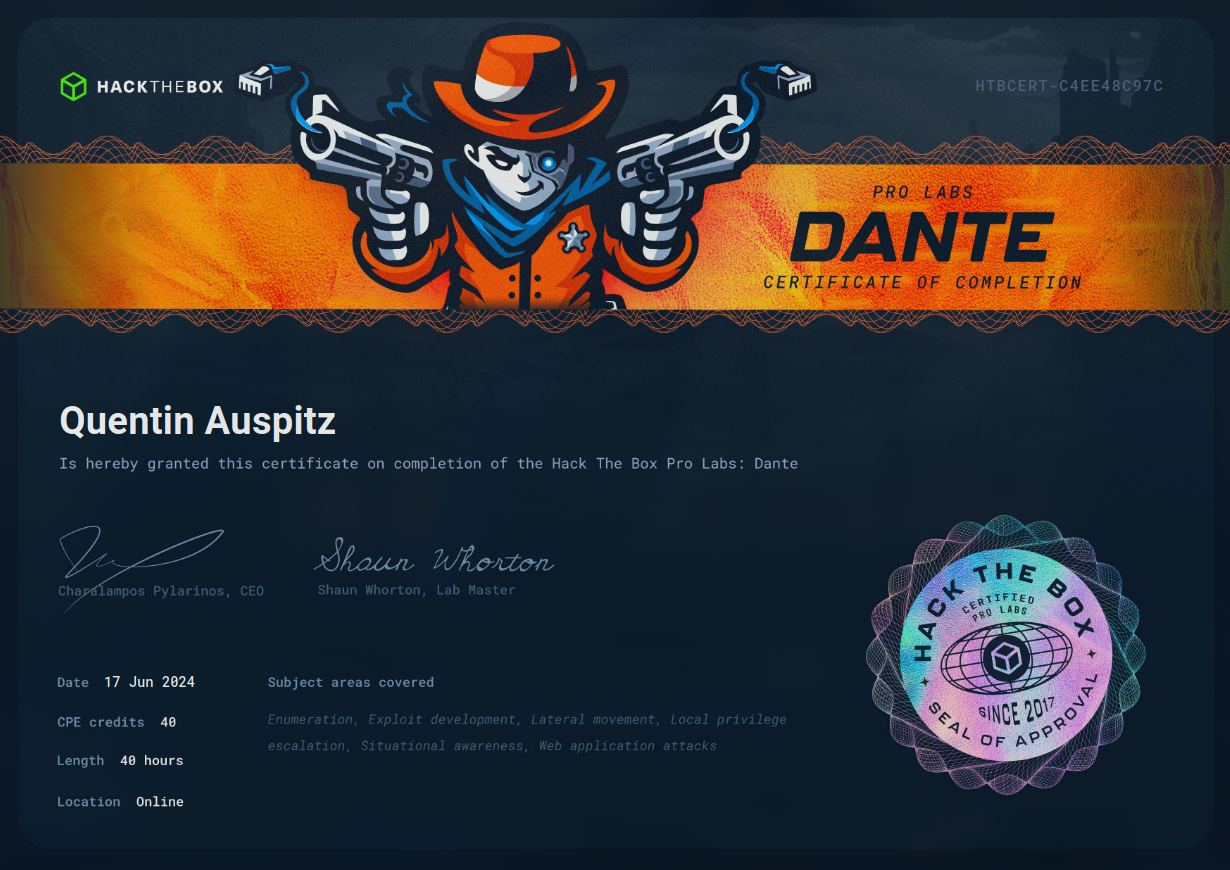 HACKTHEBOX
HTBCERT-C4EE48C97C
PRO LABS
DANTE
CERTIFICATE OF COMPLETION
Quentin Auspitz
Is hereby granted this certificate on completion of the Hack The Box Pro Labs: Dante
Shaun Whorton
Charalampos Pylarinos, CEO
Shaun Whorton, Lab Master
Date 17 Jun 2024
CPE credits 40
Length 40 hours
Location Online
Subject areas covered
Enumeration, Exploit development, Lateral movement, Local privilege
escalation, Situational awareness, Web application attacks
HACK THE BOX
CERTIFIED
PRO LABS
SINCE 2017
SEAL OF APPROVAL